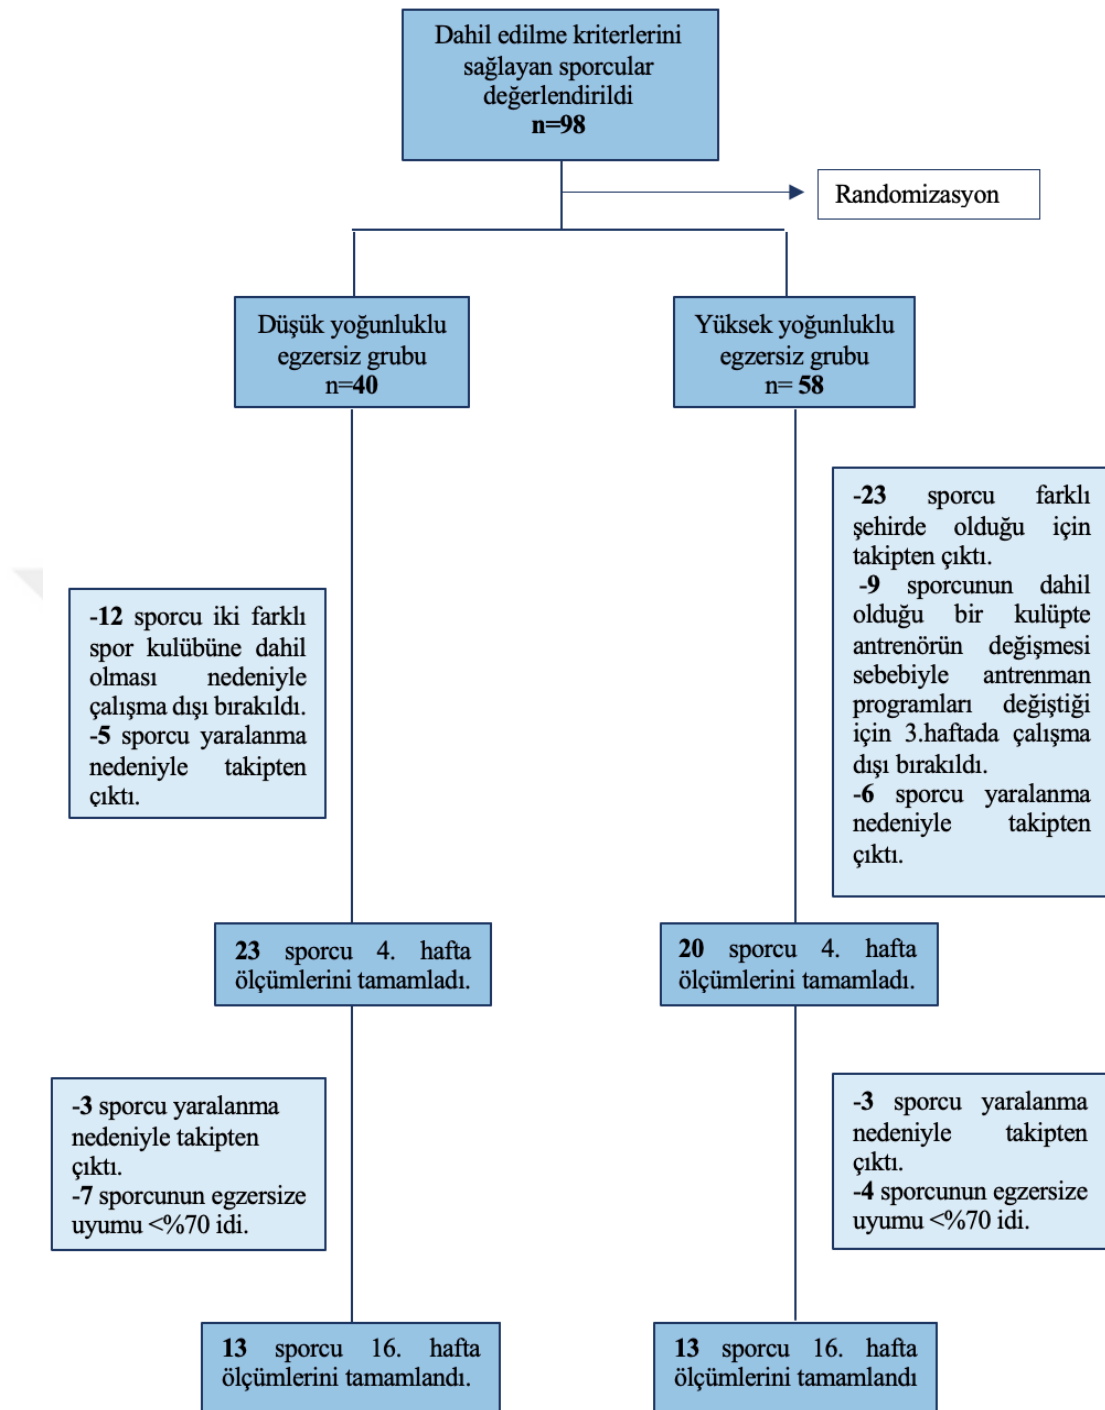 Dahil edilme kriterlerini
sağlayan sporcular
değerlendirildi
n=98
Randomizasyon
Düşük yoğunluklu
egzersiz grubu
n=40
Yüksek yoğunluklu
egzersiz grubu
n= 58
-12 sporcu iki farklı
spor kulübüne dahil
olması nedeniyle
çalışma dışı bırakıldı.
-5 sporcu yaralanma
nedeniyle takipten
çıktı.
-23 sporcu farklı
şehirde olduğu için
takipten çıktı.
-9 sporcunun dahil
olduğu bir kulüpte
antrenörün değişmesi
sebebiyle antrenman
programları değiştiği
için 3.haftada çalışma
dışı bırakıldı.
-6 sporcu yaralanma
nedeniyle takipten
çıktı.
23 sporcu 4. hafta
ölçümlerini tamamladı.
20 sporcu 4. hafta
ölçümlerini tamamladı.
-3 sporcu yaralanma
nedeniyle takipten
çıktı.
-7 sporcunun egzersize
uyumu <%70 idi.
-3 sporcu yaralanma
nedeniyle takipten
çıktı.
-4 sporcunun egzersize
uyumu <%70 idi.
13 sporcu 16. hafta
ölçümlerini tamamlandı.
13 sporcu 16. hafta
ölçümlerini tamamlandı